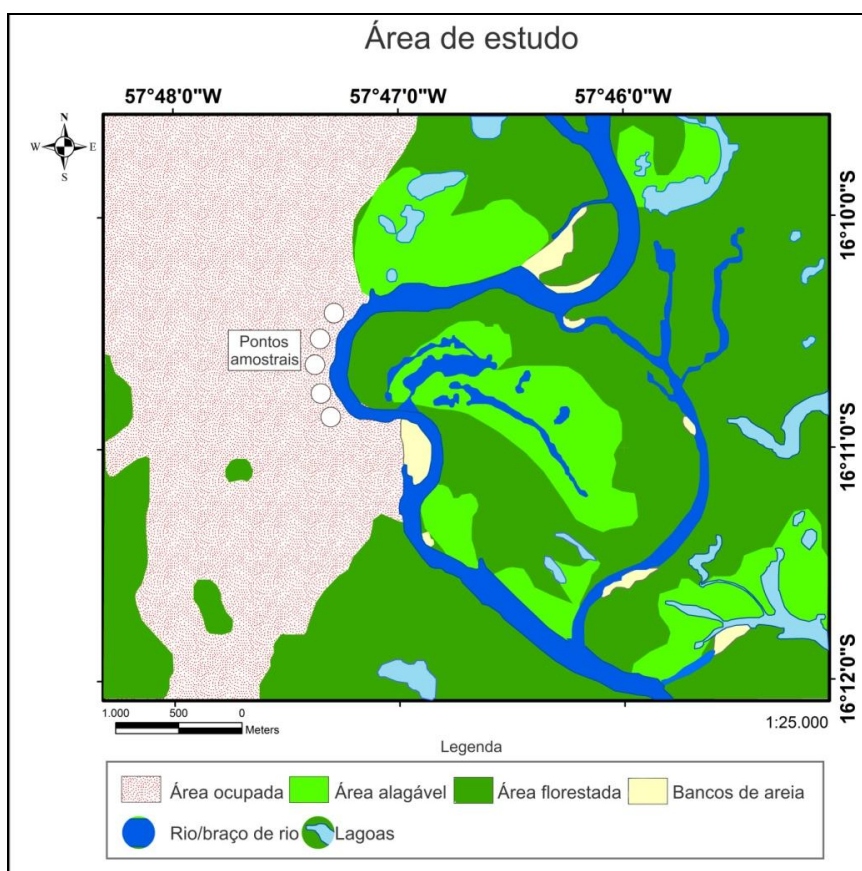 Área de estudo
57°48'0"W
57°47'0"W
57°46'0"W
N
W
E
S
16°10'0"S
Pontos
amostrais
16°11'0"S
16°12'0"S
1.000
500
0
Meters
1:25.000
Legenda
Área ocupada
Área alagável
Área florestada
Bancos de areia
Rio/braço de rio
Lagoas